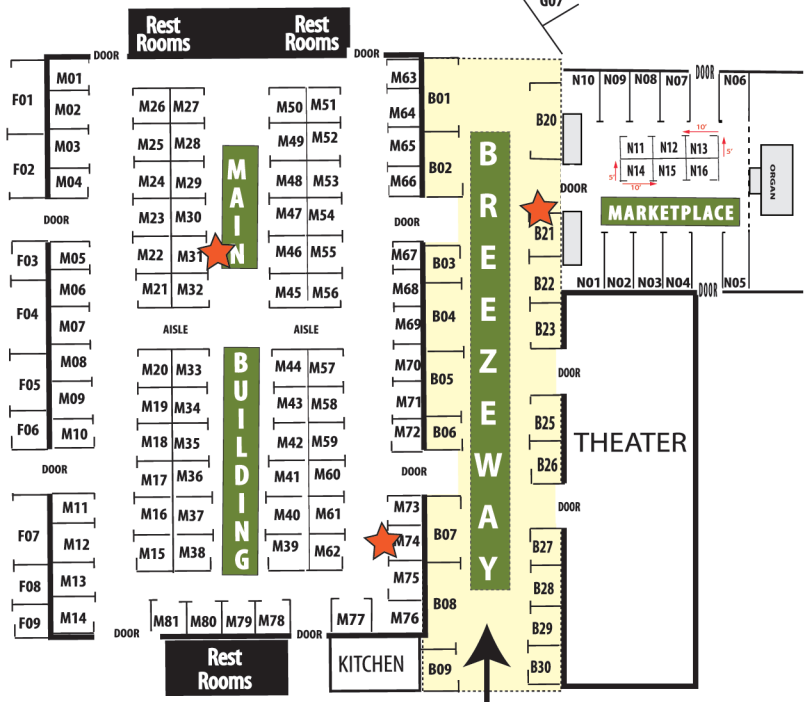 G07
Rest
Rooms
Rest
Rooms
DOOR
DOOR
F01
F02
M01
M02
M03
M04
DOOR
F03
F04
F05
F06
M05
M06
M07
M08
M09
M10
DOOR
F07
F08
F09
M11
M12
M13
M14
DOOR
M26 M27
M25 M28
M24 M29
M23 M30
M22 M31
M21 M32
AISLE
M20 M33
M19 M34
M18 M35
M17 M36
M16 M37
M15 M38
MAIN
BUILDING
M50 M51
M49 M52
M48 M53
M47 M54
M46 M55
M45 M56
AISLE
M44 M57
M43 M58
M42 M59
M41 M60
M40 M61
M39 M62
M81 M80 M79 M78
DOOR
Rest
Rooms
M63
M64
M65
M66
DOOR
M67
M68
M69
M70
M71
M72
DOOR
M73
M74
M75
M76
M77
KITCHEN
B01
B02
B03
B04
B05
B06
B07
B08
B09
BREEZEWAY
B20
DOOR
B21
B22
B23
DOOR
B25
B26
DOOR
B27
B28
B29
B30
THEATER
N10 N09 N08 N07 DOOR N06
10'
N11 N12 N13
5'
N14 N15 N16
5'
10'
MARKETPLACE
ORGAN
N01 N02 N03 N04 DOOR N05